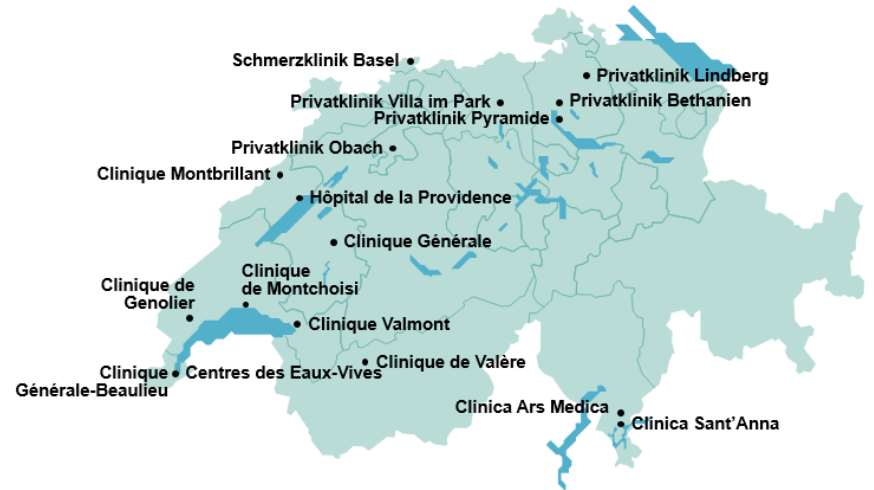 Schmerzklinik Basel
Privatklinik Lindberg
Privatklinik Villa im Park
Privatklinik Bethanien
Privatklinik Pyramide
Privatklinik Obach
Clinique Montbrillant
Hôpital de la Providence
Clinique Générale
Clinique
de Montchoisi
Clinique de
Genolier
Clinique Valmont
Clinique de Valère
Clinique
Générale-Beaulieu
Centres des Eaux-Vives
Clinica Ars Medica
Clinica Sant’Anna